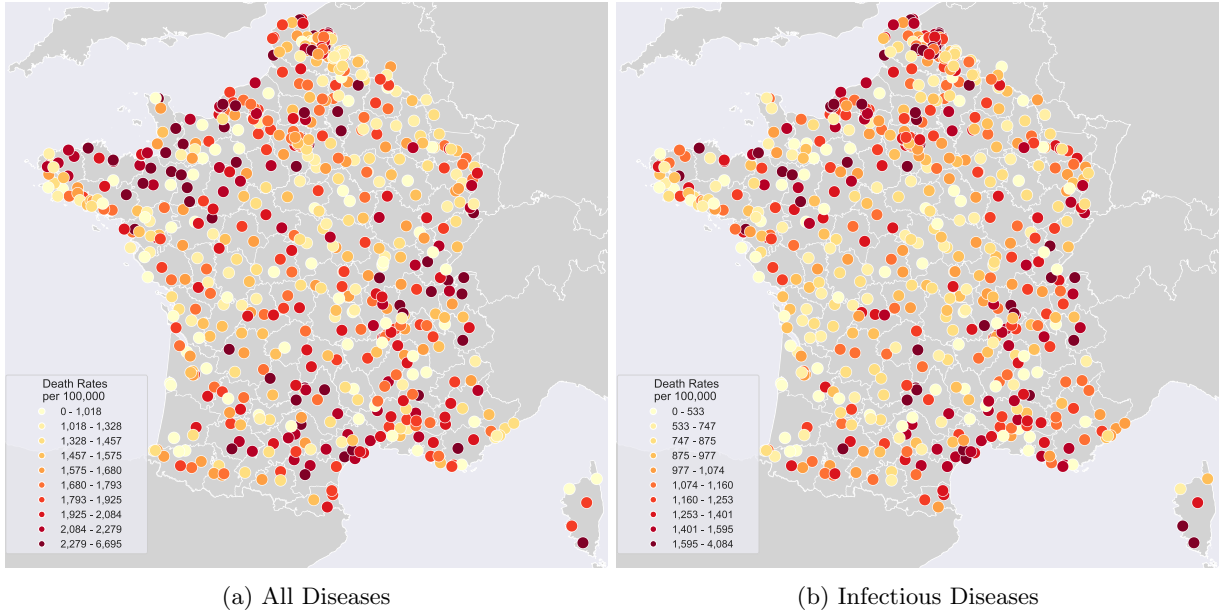 Death Rates
per 100,000
0 - 1,018
1,018 - 1,328
1,328 - 1,457
1,457 - 1,575
1,575 - 1,680
1,680 - 1,793
1,793 - 1,925
1,925 - 2,084
2,084 - 2,279
2,279 - 6,695
(a) All Diseases
Death Rates
per 100,000
0 - 533
533 - 747
747 - 875
875 - 977
977 - 1,074
1,074 - 1,160
1,160 - 1,253
1,253 - 1,401
1,401 - 1,595
1,595 - 4,084
(b) Infectious Diseases